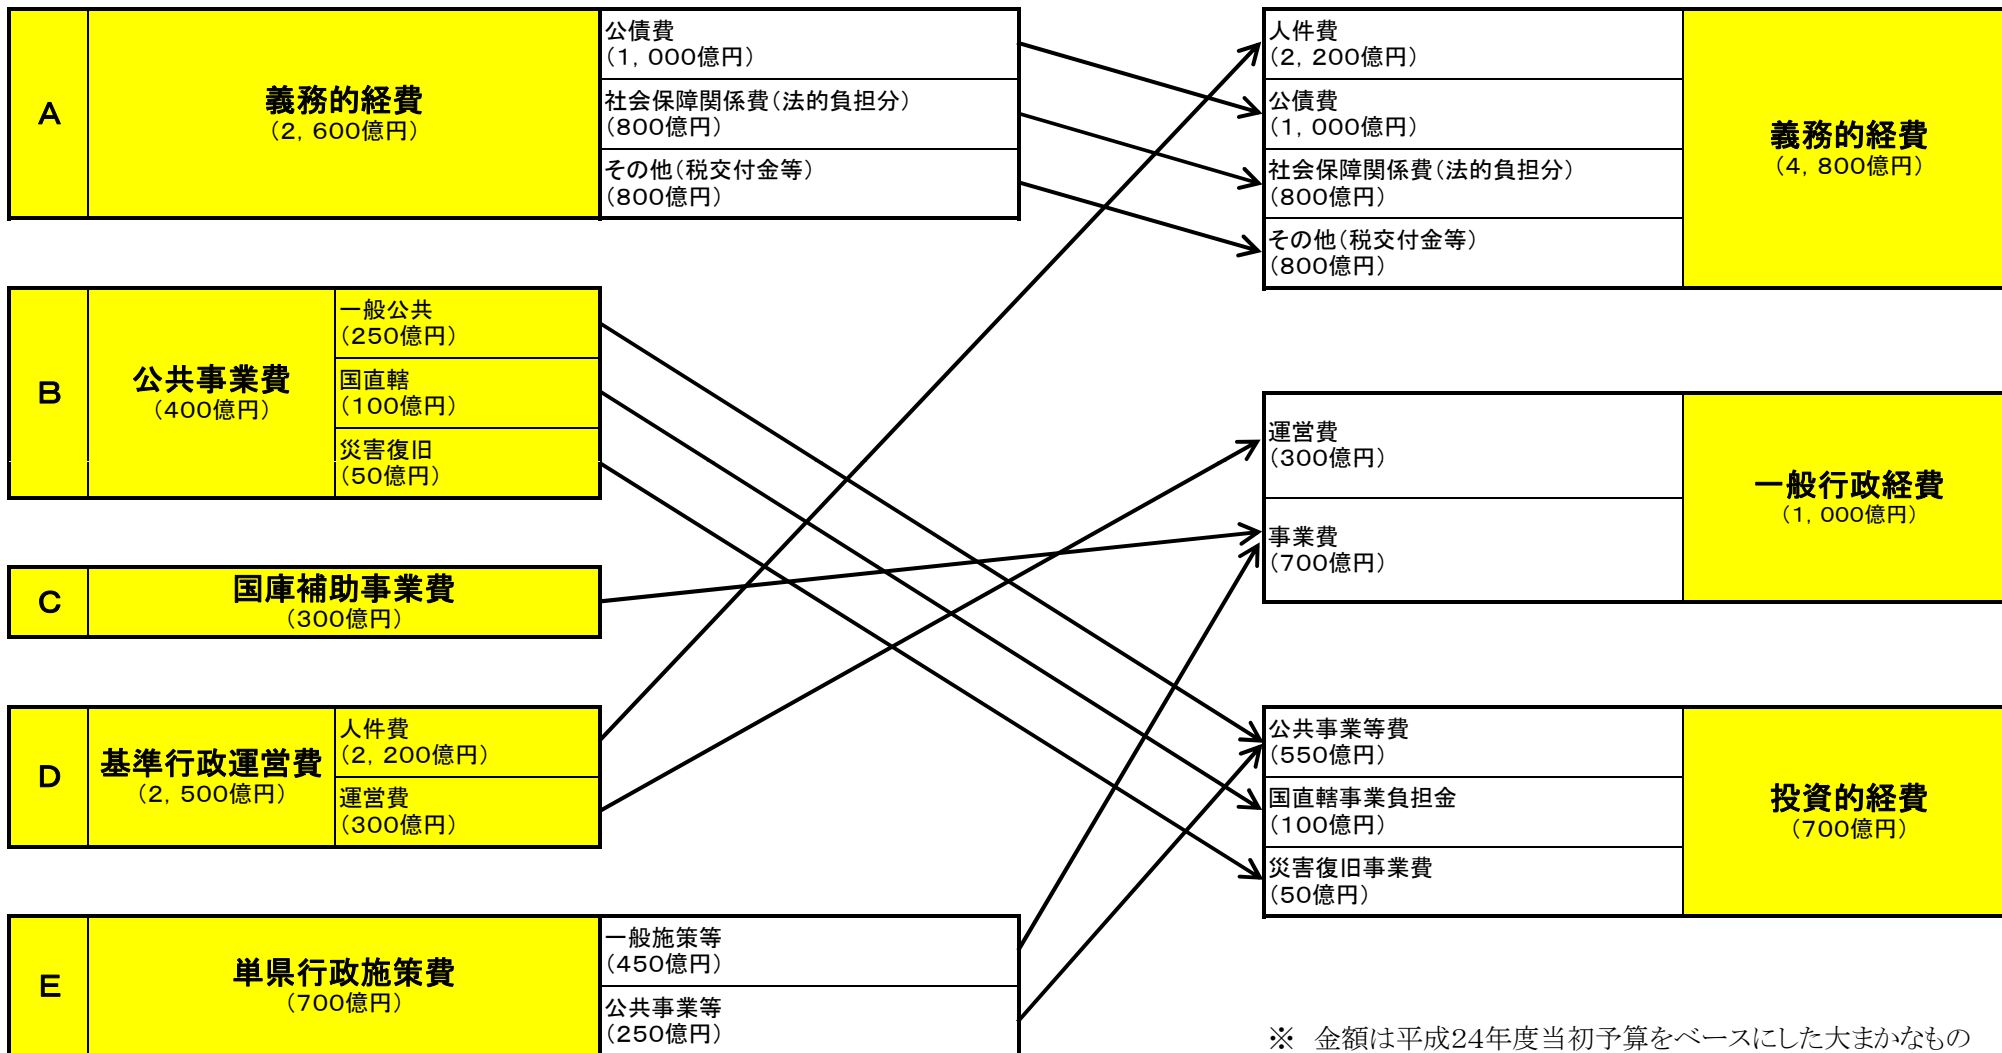 A
義務的経費
（2，600億円）
公債費
（1，000億円）
社会保障関係費（法的負担分）
（800億円）
その他（税交付金等）
（800億円）
B
公共事業費
（400億円）
一般公共
（250億円）
国直轄
（100億円）
災害復旧
（50億円）
C
国庫補助事業費
（300億円）
D
基準行政運営費
（2，500億円）
人件費
（2，200億円）
運営費
（300億円）
E
単県行政施策費
（700億円）
一般施策等
（450億円）
公共事業等
（250億円）
人件費
（2，200億円）
公債費
（1，000億円）
社会保障関係費（法的負担分）
（800億円）
その他（税交付金等）
（800億円）
義務的経費
（4，800億円）
運営費
（300億円）
事業費
（700億円）
一般行政経費
（1，000億円）
公共事業等費
（550億円）
国直轄事業負担金
（100億円）
災害復旧事業費
（50億円）
投資的経費
（700億円）
※　金額は平成24年度当初予算をベースにした大まかなもの